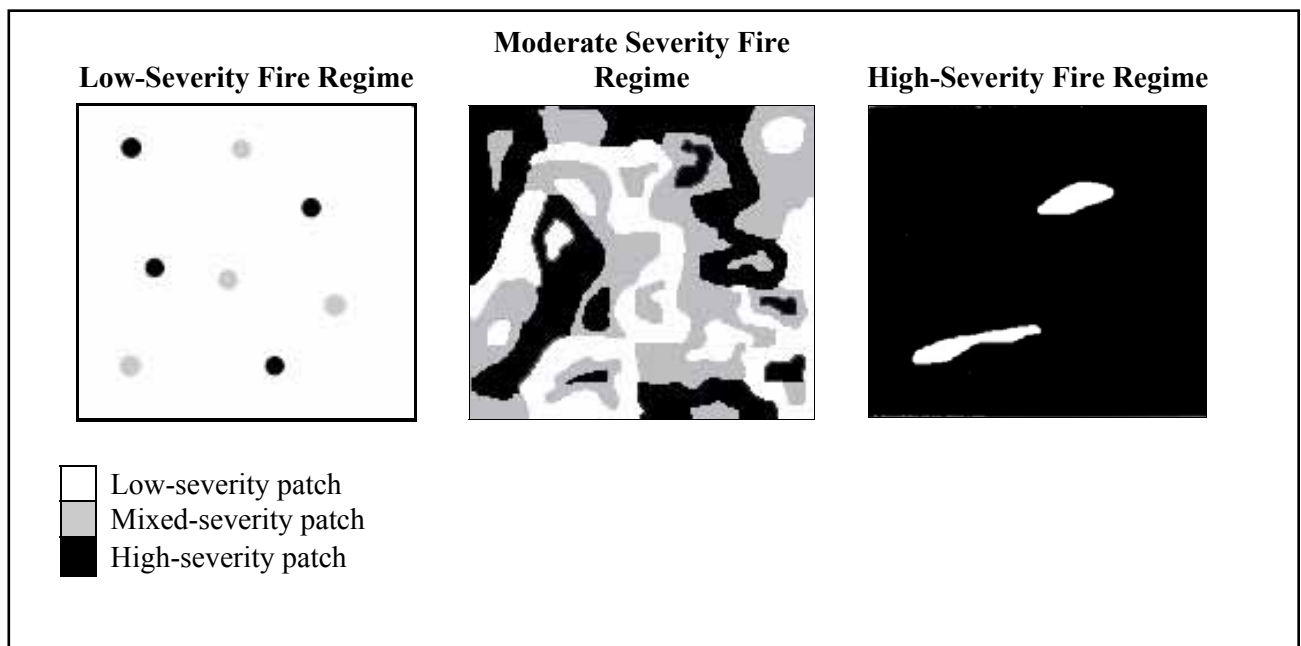 Low-Severity Fire Regime
Moderate Severity Fire
Regime
High-Severity Fire Regime
Low-severity patch
Mixed-severity patch
High-severity patch